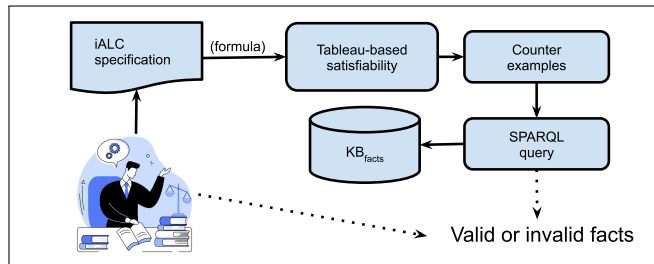 iALC
specification
(formula)
Tableau-based
satisfiability
Counter
examples
KBfacts
SPARQL
query
Valid or invalid facts